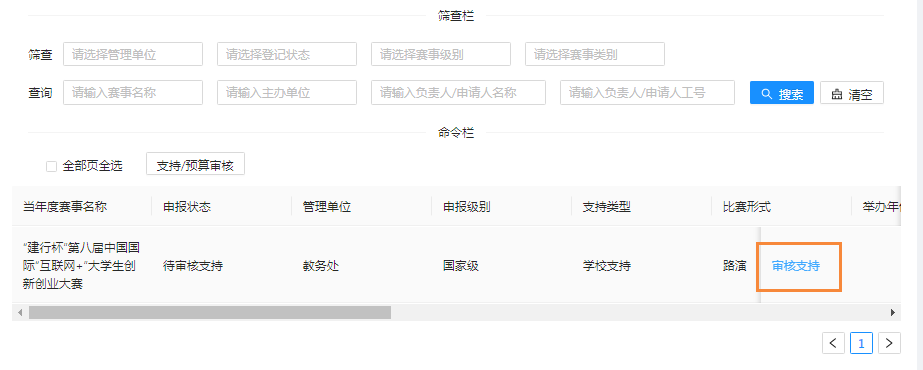 筛查栏
筛查 请选择管理单位 请选择登记状态 请选择赛事级别 请选择赛事类别
查询 请输入赛事名称 请输入主办单位 请输入负责人/申请人名称 请输入负责人/申请人工号 搜索 清空
命令栏
全部页全选 支持/预算审核
当年度赛事名称 申报状态 管理单位 申报级别 支持类型 比赛形式 举办年
“建行杯”第八届中国国
际“互联网+”大学生创 待审核支持 教务处 国家级 学校支持 路演 审核支持
新创业大赛
1